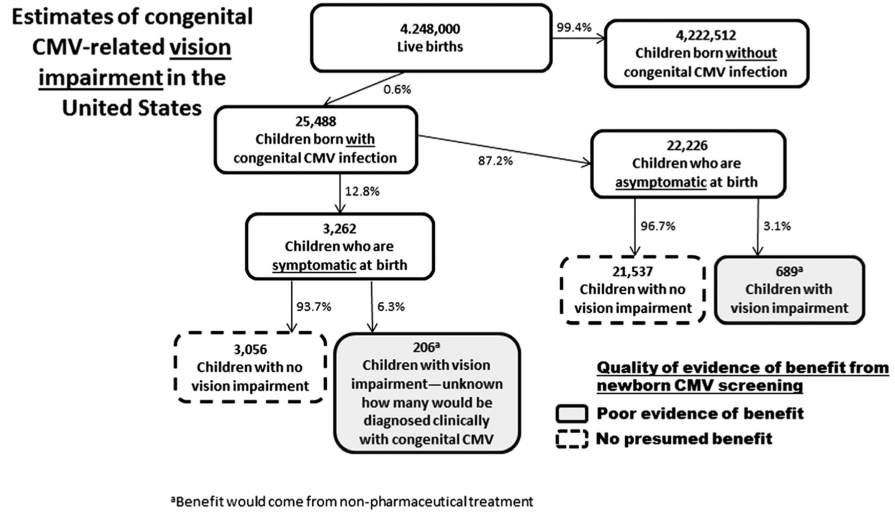 Estimates of congenital
CMV-related vision
impairment in the
United States
4.248,000
Live births
99.4%
4,222,512
Children born without
congenital CMV infection
0.6%
25,488
Children born with
congenital CMV infection
87.2%
22,226
Children who are
asymptomatic at birth
12.8%
3,262
Children who are
symptomatic at birth
96.7%
3.1%
21,537
Children with no
vision impairment
689ª
Children with
vision impairment
93.7%
6.3%
3,056
Children with no
vision impairment
206ª
Children with vision
impairment—unknown
how many would be
diagnosed clinically
with congenital CMV
Quality of evidence of benefit from
newborn CMV screening
Poor evidence of benefit
No presumed benefit
ªBenefit would come from non-pharmaceutical treatment